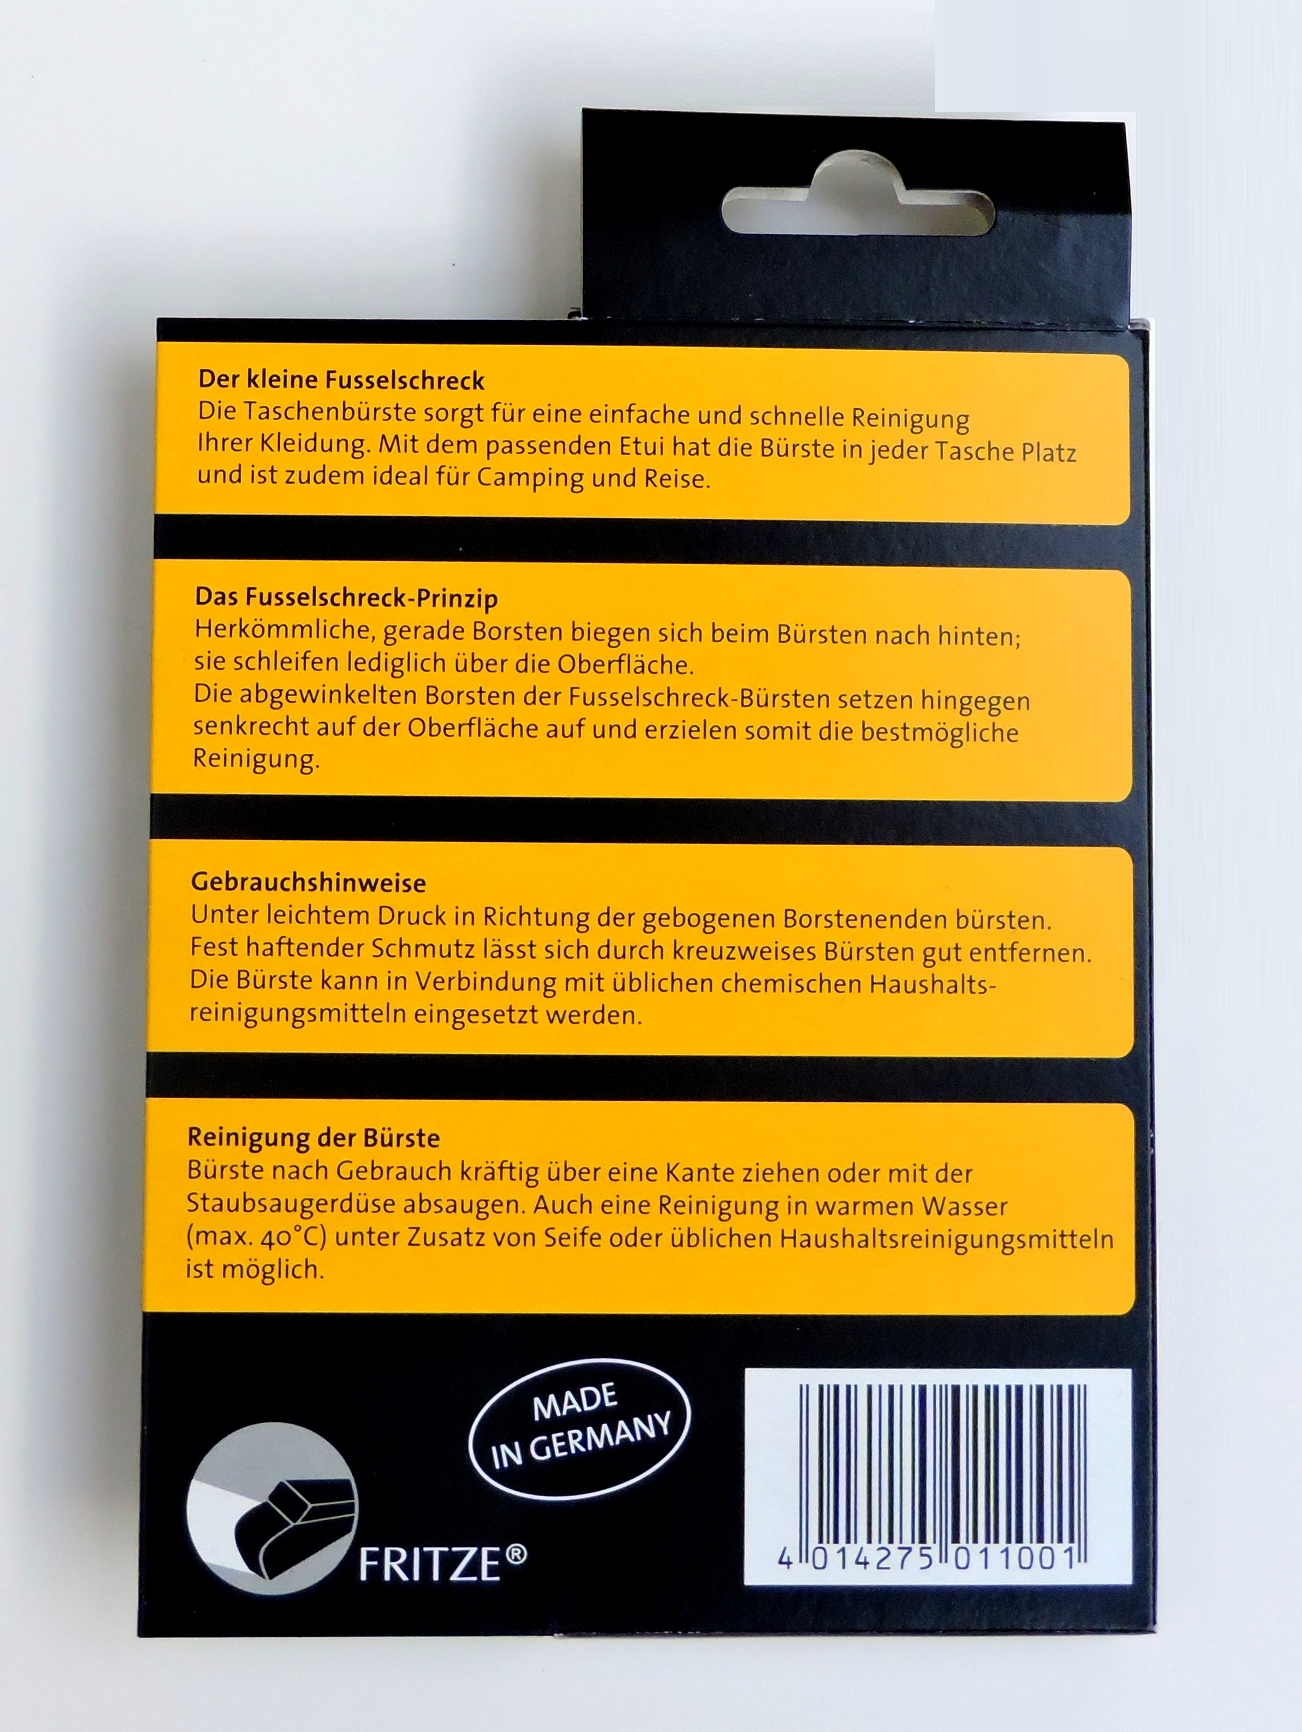 Der kleine Fusselschreck
Die Taschenbürste sorgt für eine einfache und schnelle Reinigung
Ihrer Kleidung. Mit dem passenden Etui hat die Bürste in jeder Tasche Platz
und ist zudem ideal für Camping und Reise.
Das Fusselschreck-Prinzip
Herkömmliche, gerade Borsten biegen sich beim Bürsten nach hinten;
sie schleifen lediglich über die Oberfläche.
Die abgewinkelten Borsten der Fusselschreck-Bürsten setzen hingegen
senkrecht auf der Oberfläche auf und erzielen somit die bestmögliche
Reinigung.
Gebrauchshinweise
Unter leichtem Druck in Richtung der gebogenen Borstenenden bürsten.
Fest haftender Schmutz lässt sich durch kreuzweises Bürsten gut entfernen.
Die Bürste kann in Verbindung mit üblichen chemischen Haushalts-
reinigungsmitteln eingesetzt werden.
Reinigung der Bürste
Bürste nach Gebrauch kräftig über eine Kante ziehen oder mit der
Staubsaugerdüse absaugen. Auch eine Reinigung in warmen Wasser
(max. 40°C) unter Zusatz von Seife oder üblichen Haushaltsreinigungsmitteln
ist möglich.
MADE
IN GERMANY
FRITZE®
4 014275 011001